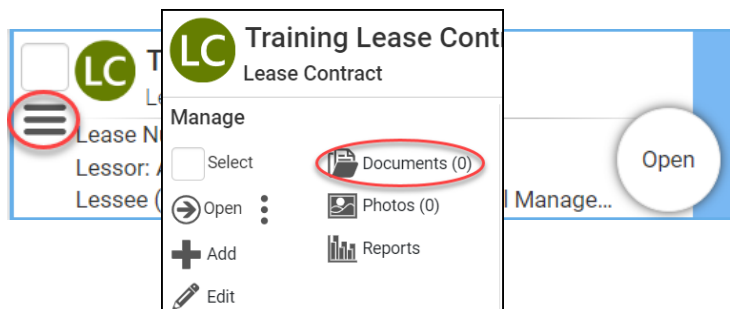 LC
T
Le
Lease Nu
Lessor: A
Lessee (
LC
Training Lease Cont
Lease Contract
Manage
Select
Documents (0)
Open
Photos (0)
Add
Reports
Edit
l Manage...
Open